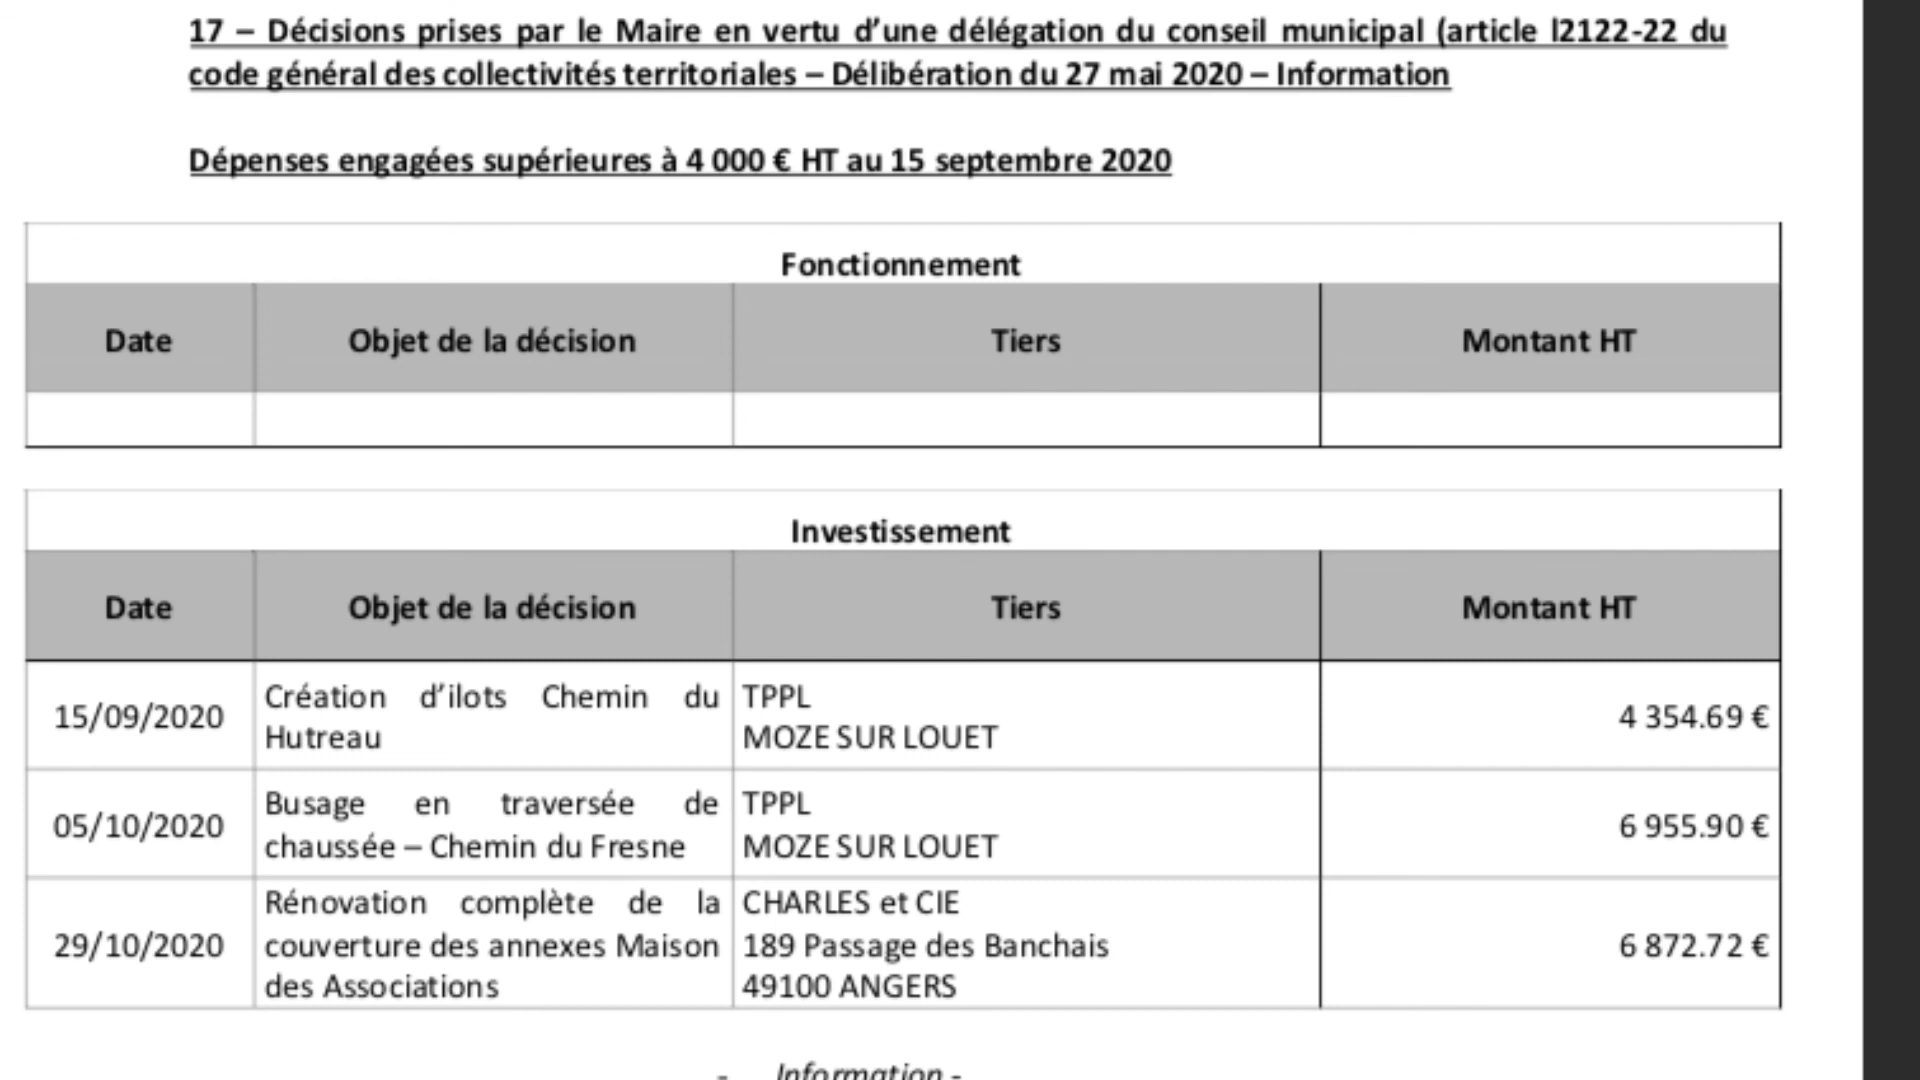 17 – Décisions prises par le Maire en vertu d’une délégation du conseil municipal (article l2122-22 du
code général des collectivités territoriales – Délibération du 27 mai 2020 – Information
Dépenses engagées supérieures à 4 000 € HT au 15 septembre 2020
Fonctionnement
Date Objet de la décision Tiers Montant HT
Investissement
Date Objet de la décision Tiers Montant HT
15/09/2020
Création d’ilots Chemin du
Hutreau
TPPL
MOZE SUR LOUET
4 354.69 €
05/10/2020
Busage en traversée de
chaussée – Chemin du Fresne
TPPL
MOZE SUR LOUET
6 955.90 €
29/10/2020
Rénovation complète de la
couverture des annexes Maison
des Associations
CHARLES et CIE
189 Passage des Banchais
49100 ANGERS
6 872.72 €
- Information -